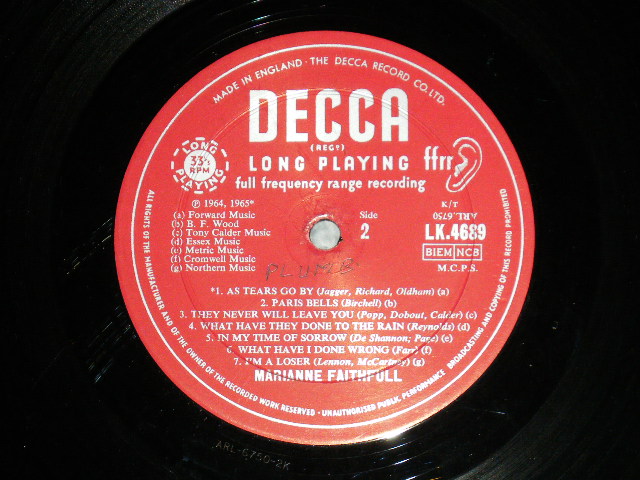 MADE IN ENGLAND · THE DECCA RECORD CO. LTD.
DECCA
(REGD)
LONG PLAYING
ffrr
full frequency range recording
LONG PLAYING
33⅓
RPM
℗ 1964, 1965*
(a) Forward Music
(b) B. F. Wood
(c) Tony Calder Music
(d) Essex Music
(e) Metric Music
(f) Cromwell Music
(g) Northern Music
Side
2
K/T
ARL.6750
LK.4689
BIEM NCB
M.C.P.S.
PLUMB
*1. AS TEARS GO BY (Jagger, Richard, Oldham) (a)
2. PARIS BELLS (Birchell) (b)
3. THEY NEVER WILL LEAVE YOU (Popp, Dobout, Calder) (c)
4. WHAT HAVE THEY DONE TO THE RAIN (Reynolds) (d)
5. IN MY TIME OF SORROW (De Shannon; Page) (e)
6. WHAT HAVE I DONE WRONG (Farr) (f)
7. I'M A LOSER (Lennon, McCartney) (g)
MARIANNE FAITHFULL
ALL RIGHTS OF THE MANUFACTURER AND OF THE OWNER OF THE RECORDED WORK RESERVED · UNAUTHORISED PUBLIC PERFORMANCE BROADCASTING AND COPYING OF THIS RECORD PROHIBITED
ARL-6750-2K